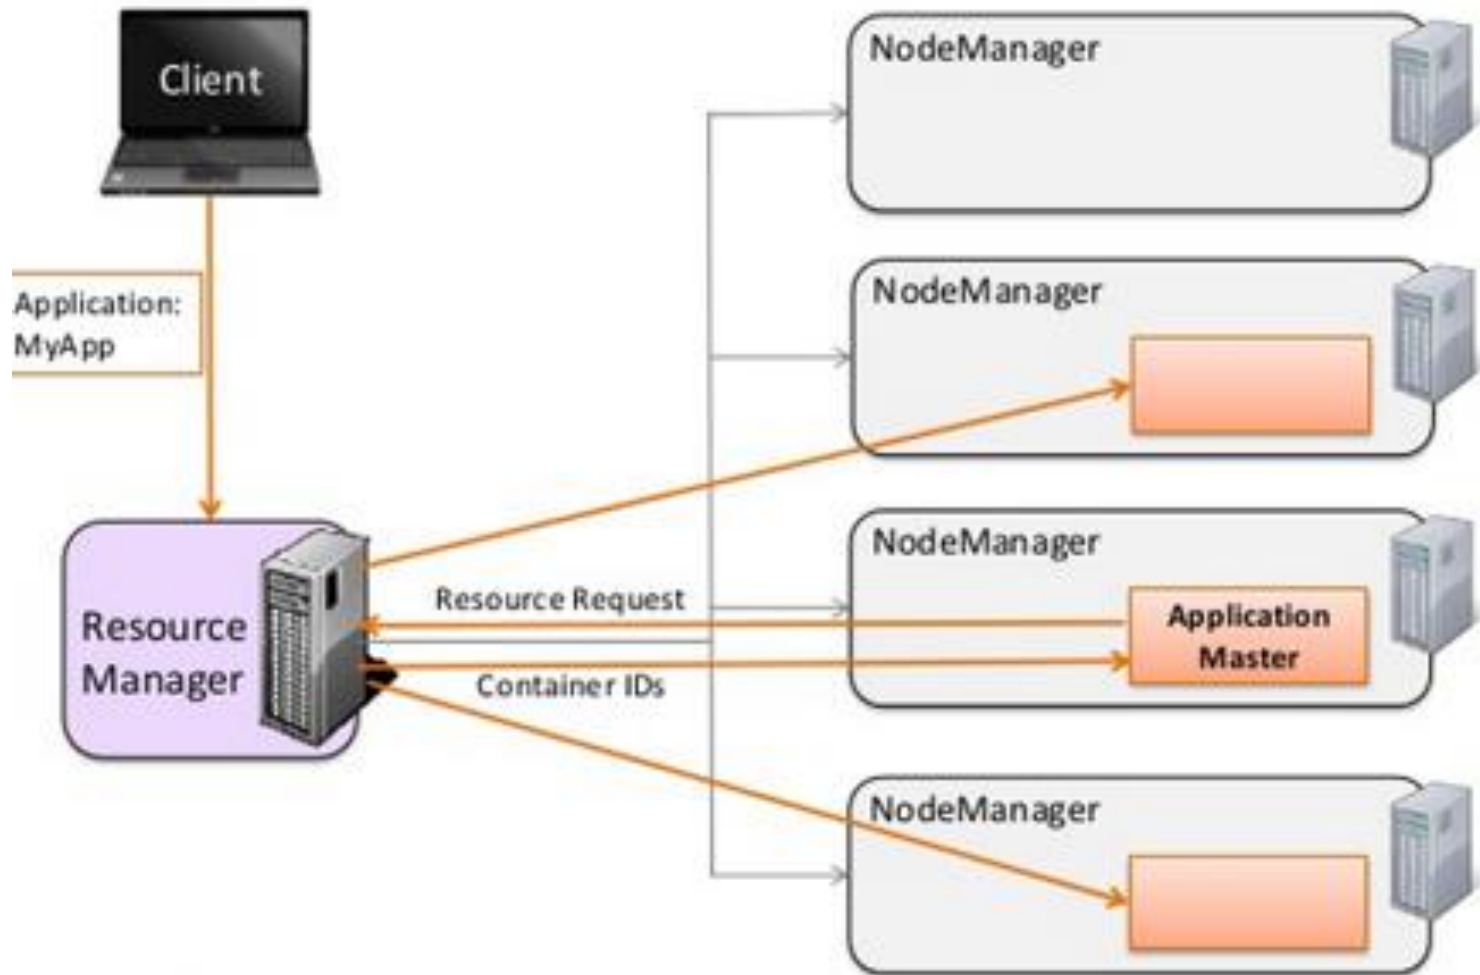 Client
Application:
MyApp
Resource
Manager
Resource Request
Container IDs
NodeManager
NodeManager
NodeManager
Application
Master
NodeManager